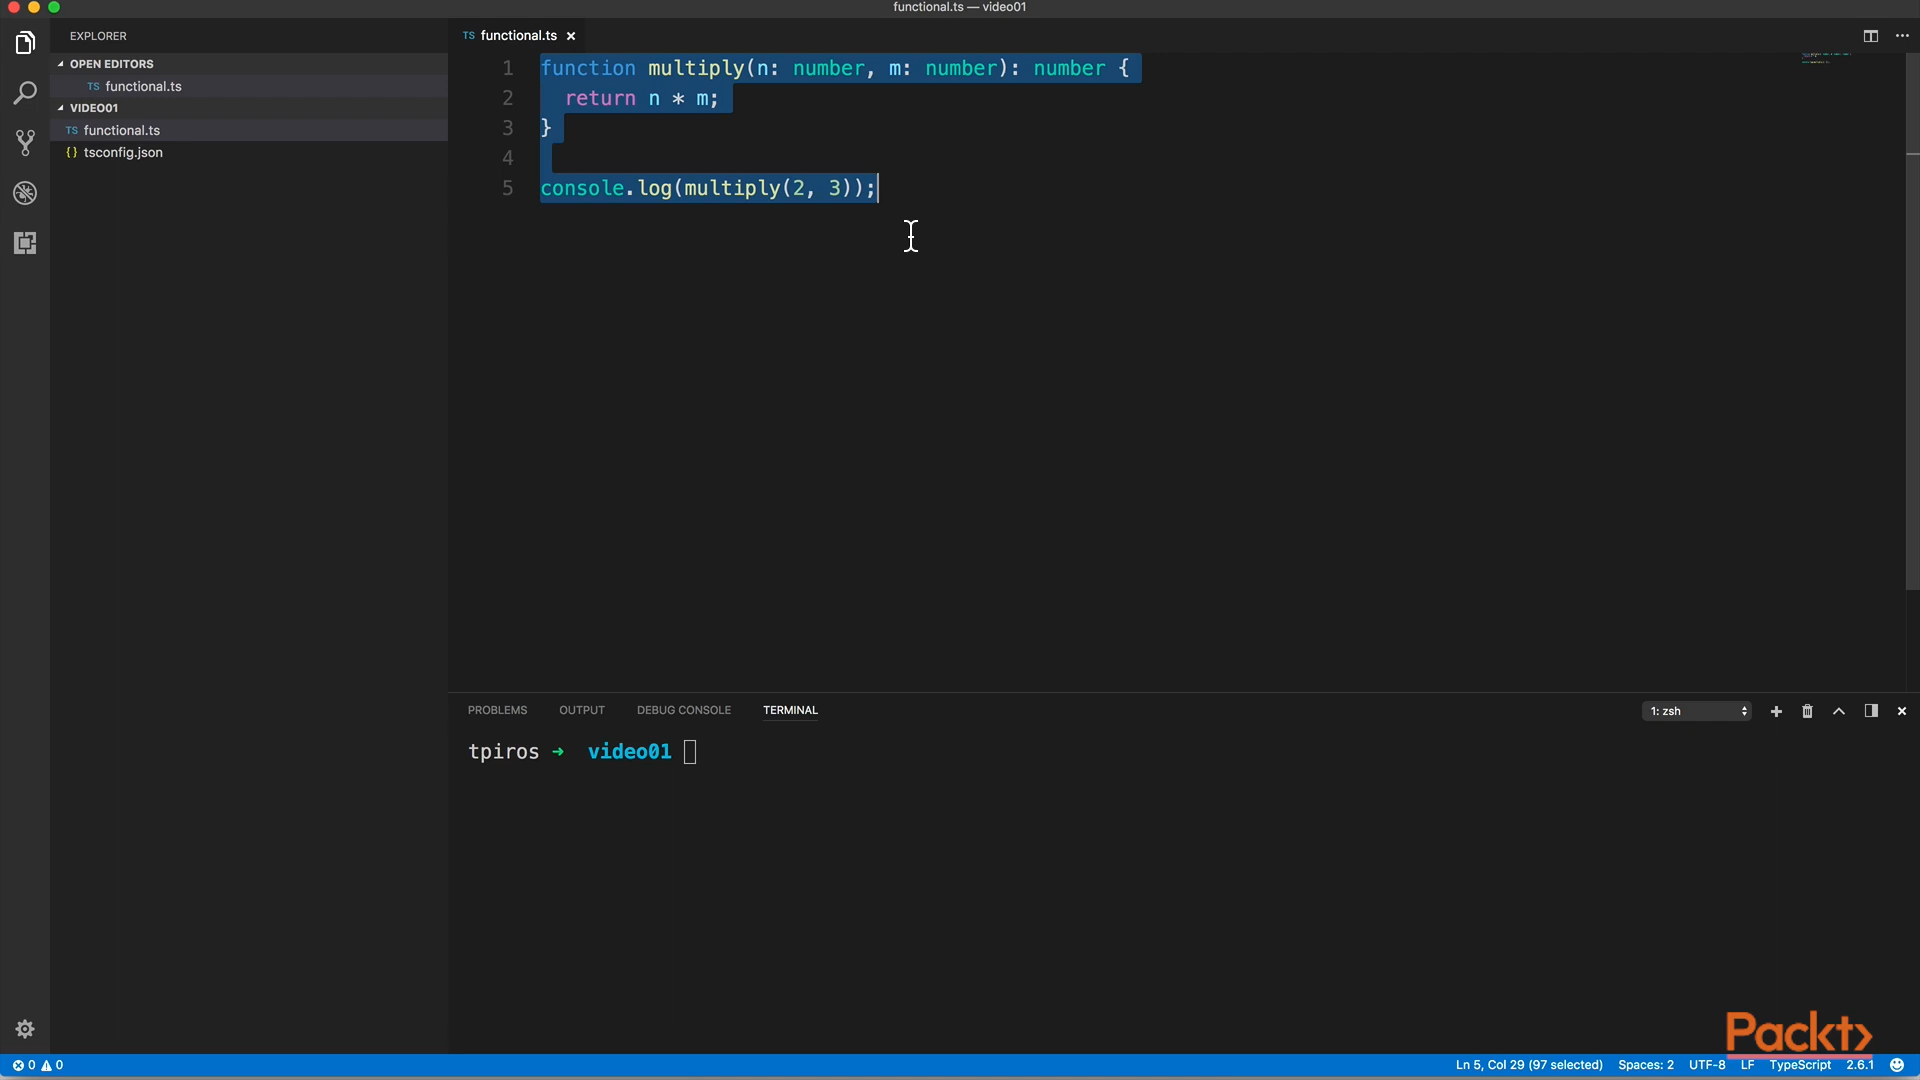 functional.ts — video01
EXPLORER
OPEN EDITORS
TS functional.ts
VIDEO01
TS functional.ts
{} tsconfig.json
TS functional.ts ×
1 function multiply(n: number, m: number): number {
2 return n * m;
3 }
4
5 console.log(multiply(2, 3));
PROBLEMS OUTPUT DEBUG CONSOLE TERMINAL
1: zsh
tpiros ➜ video01
Packt>
0 0
Ln 5, Col 29 (97 selected) Spaces: 2 UTF-8 LF TypeScript 2.6.1